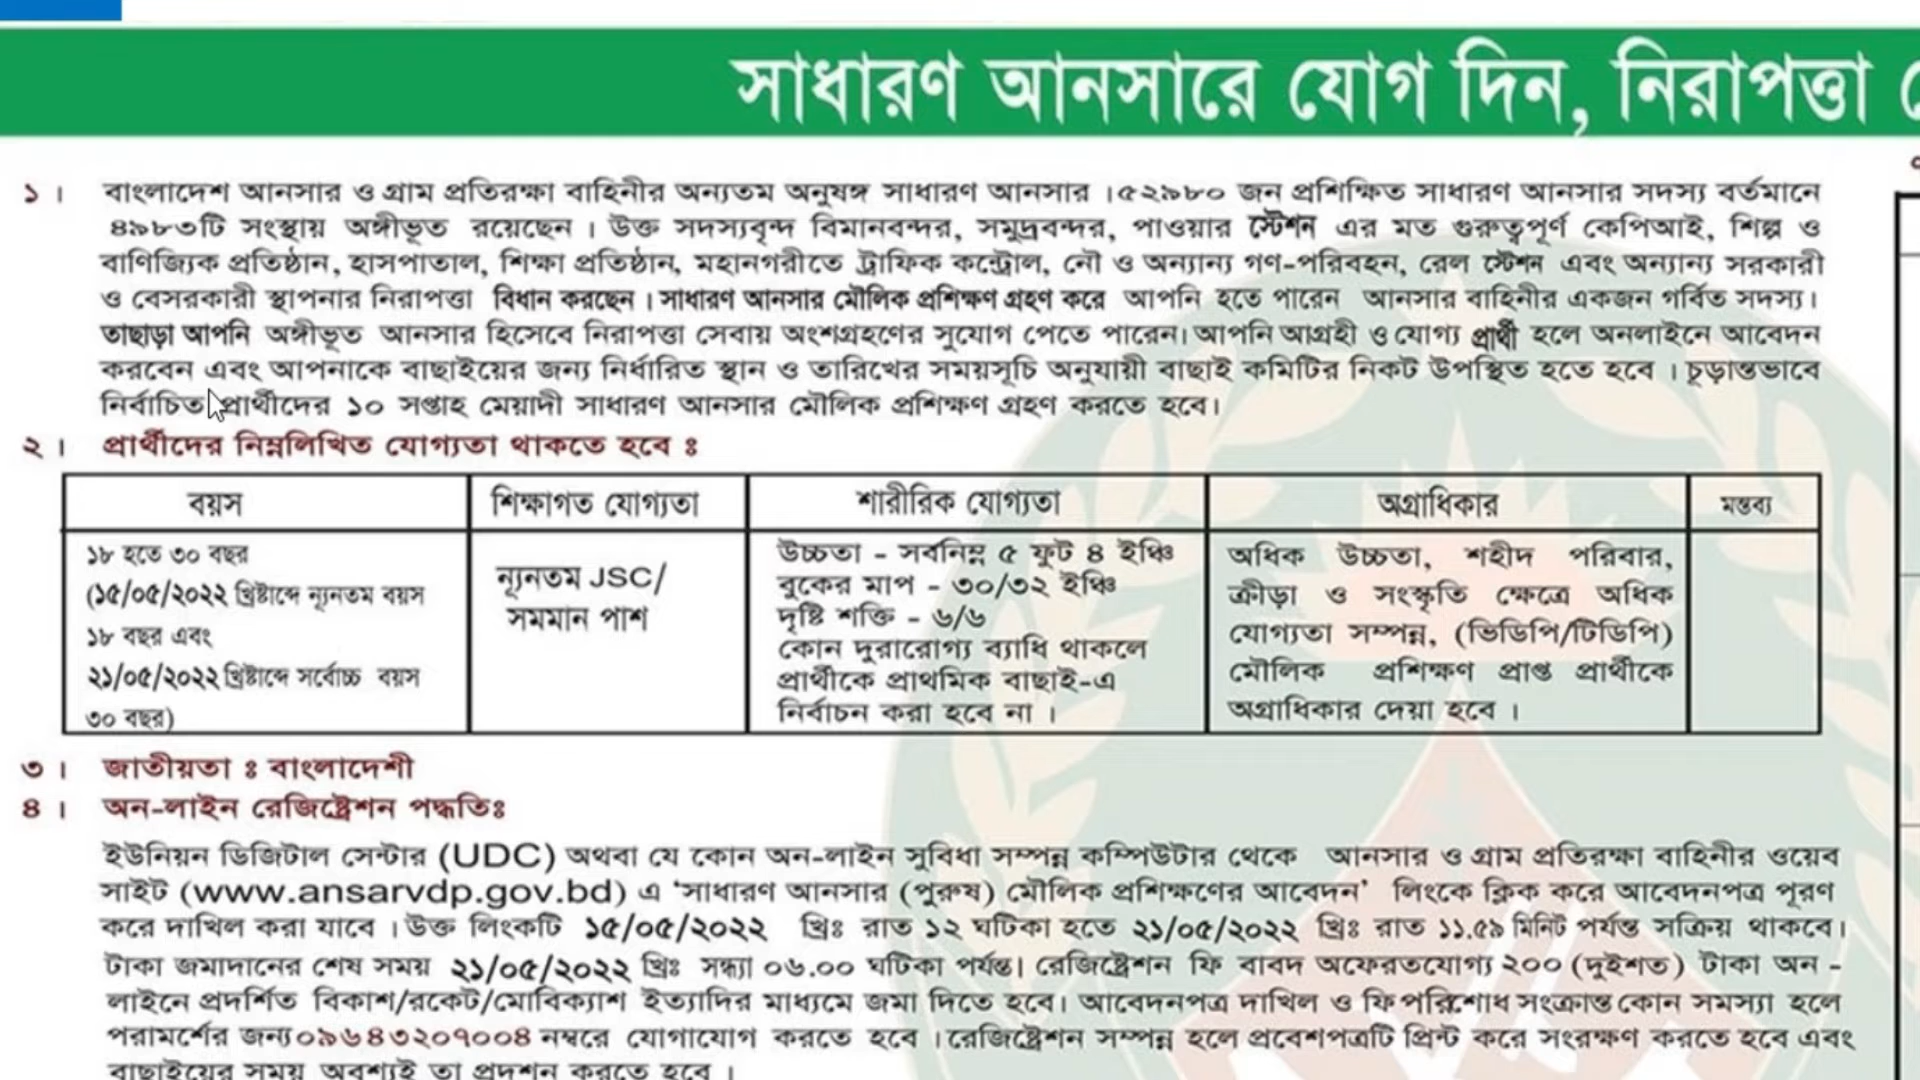 সাধারণ আনসারে যোগ দিন, নিরাপত্তা
১। বাংলাদেশ আনসার ও গ্রাম প্রতিরক্ষা বাহিনীর অন্যতম অনুষঙ্গ সাধারণ আনসার।৫২৯৮০ জন প্রশিক্ষিত সাধারণ আনসার সদস্য বর্তমানে
৪৯৮৩টি সংস্থায় অঙ্গীভূত রয়েছেন। উক্ত সদস্যবৃন্দ বিমানবন্দর, সমুদ্রবন্দর, পাওয়ার স্টেশন এর মত গুরুত্বপূর্ণ কেপিআই, শিল্প ও
বাণিজ্যিক প্রতিষ্ঠান, হাসপাতাল, শিক্ষা প্রতিষ্ঠান, মহানগরীতে ট্রাফিক কন্ট্রোল, নৌ ও অন্যান্য গণ-পরিবহন, রেল স্টেশন এবং অন্যান্য সরকারী
ও বেসরকারী স্থাপনার নিরাপত্তা বিধান করছেন। সাধারণ আনসার মৌলিক প্রশিক্ষণ গ্রহণ করে আপনি হতে পারেন আনসার বাহিনীর একজন গর্বিত সদস্য।
তাছাড়া আপনি অঙ্গীভূত আনসার হিসেবে নিরাপত্তা সেবায় অংশগ্রহণের সুযোগ পেতে পারেন। আপনি আগ্রহী ও যোগ্য প্রার্থী হলে অনলাইনে আবেদন
করবেন এবং আপনাকে বাছাইয়ের জন্য নির্ধারিত স্থান ও তারিখের সময়সূচি অনুযায়ী বাছাই কমিটির নিকট উপস্থিত হতে হবে। চূড়ান্তভাবে
নির্বাচিত প্রার্থীদের ১০ সপ্তাহ মেয়াদী সাধারণ আনসার মৌলিক প্রশিক্ষণ গ্রহণ করতে হবে।
২। প্রার্থীদের নিম্নলিখিত যোগ্যতা থাকতে হবে ঃ
বয়স
১৮ হতে ৩০ বছর
(১৫/০৫/২০২২ খ্রিষ্টাব্দে ন্যূনতম বয়স
১৮ বছর এবং
২১/০৫/২০২২ খ্রিষ্টাব্দে সর্বোচ্চ বয়স
৩০ বছর)
শিক্ষাগত যোগ্যতা
ন্যূনতম JSC/
সমমান পাশ
শারীরিক যোগ্যতা
উচ্চতা - সর্বনিম্ন ৫ ফুট ৪ ইঞ্চি
বুকের মাপ - ৩০/৩২ ইঞ্চি
দৃষ্টি শক্তি - ৬/৬
কোন দুরারোগ্য ব্যাধি থাকলে
প্রার্থীকে প্রাথমিক বাছাই-এ
নির্বাচন করা হবে না।
অগ্রাধিকার
অধিক উচ্চতা, শহীদ পরিবার,
ক্রীড়া ও সংস্কৃতি ক্ষেত্রে অধিক
যোগ্যতা সম্পন্ন, (ভিডিপি/টিডিপি)
মৌলিক প্রশিক্ষণ প্রাপ্ত প্রার্থীকে
অগ্রাধিকার দেয়া হবে।
মন্তব্য
৩। জাতীয়তা ঃ বাংলাদেশী
৪। অন-লাইন রেজিষ্ট্রেশন পদ্ধতিঃ
ইউনিয়ন ডিজিটাল সেন্টার (UDC) অথবা যে কোন অন-লাইন সুবিধা সম্পন্ন কম্পিউটার থেকে আনসার ও গ্রাম প্রতিরক্ষা বাহিনীর ওয়েব
সাইট (www.ansarvdp.gov.bd) এ ‘সাধারণ আনসার (পুরুষ) মৌলিক প্রশিক্ষণের আবেদন’ লিংকে ক্লিক করে আবেদনপত্র পূরণ
করে দাখিল করা যাবে। উক্ত লিংকটি ১৫/০৫/২০২২ খ্রিঃ রাত ১২ ঘটিকা হতে ২১/০৫/২০২২ খ্রিঃ রাত ১১.৫৯ মিনিট পর্যন্ত সক্রিয় থাকবে।
টাকা জমাদানের শেষ সময় ২১/০৫/২০২২ খ্রিঃ সন্ধ্যা ০৬.০০ ঘটিকা পর্যন্ত। রেজিষ্ট্রেশন ফি বাবদ অফেরতযোগ্য ২০০ (দুইশত) টাকা অন -
লাইনে প্রদর্শিত বিকাশ/রকেট/মোবিক্যাশ ইত্যাদির মাধ্যমে জমা দিতে হবে। আবেদনপত্র দাখিল ও ফি পরিশোধ সংক্রান্ত কোন সমস্যা হলে
পরামর্শের জন্য ০৯৬৪৩২০৭০০৪ নম্বরে যোগাযোগ করতে হবে। রেজিষ্ট্রেশন সম্পন্ন হলে প্রবেশপত্রটি প্রিন্ট করে সংরক্ষণ করতে হবে এবং
বাছাইয়ের সময় অবশ্যই তা প্রদর্শন করতে হবে।